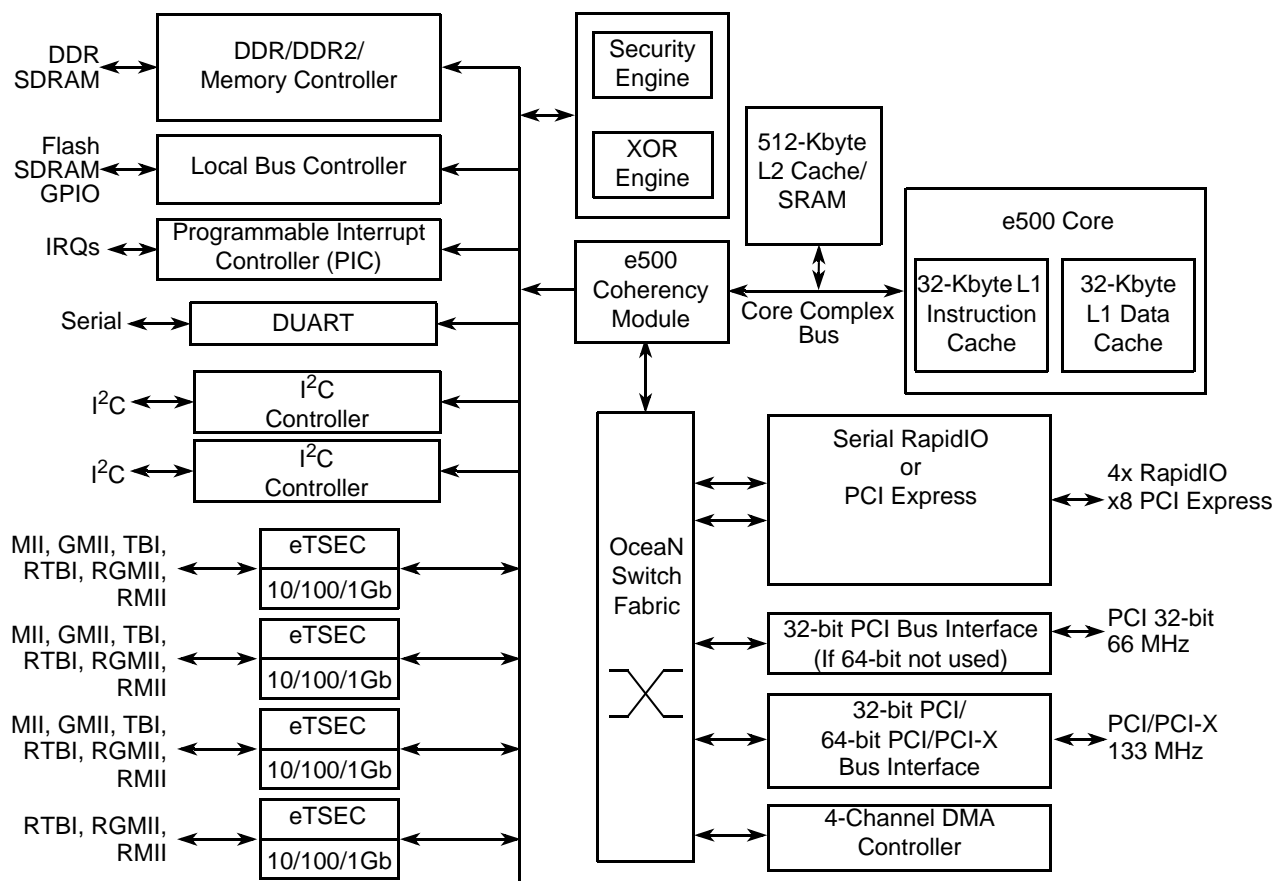 DDR
SDRAM
DDR/DDR2/
Memory Controller
Flash
SDRAM
GPIO
Local Bus Controller
IRQs
Programmable Interrupt
Controller (PIC)
Serial
DUART
I²C
I²C
Controller
I²C
I²C
Controller
MII, GMII, TBI,
RTBI, RGMII,
RMII
eTSEC
10/100/1Gb
MII, GMII, TBI,
RTBI, RGMII,
RMII
eTSEC
10/100/1Gb
MII, GMII, TBI,
RTBI, RGMII,
RMII
eTSEC
10/100/1Gb
RTBI, RGMII,
RMII
eTSEC
10/100/1Gb
Security
Engine
XOR
Engine
512-Kbyte
L2 Cache/
SRAM
e500
Coherency
Module
Core Complex
Bus
e500 Core
32-Kbyte L1
Instruction
Cache
32-Kbyte
L1 Data
Cache
OceaN
Switch
Fabric
Serial RapidIO
or
PCI Express
4x RapidIO
x8 PCI Express
32-bit PCI Bus Interface
(If 64-bit not used)
PCI 32-bit
66 MHz
32-bit PCI/
64-bit PCI/PCI-X
Bus Interface
PCI/PCI-X
133 MHz
4-Channel DMA
Controller